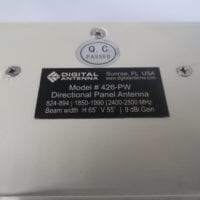 Q.C
PASSED
DIGITAL
ANTENNA
Sunrise, FL USA
Model # 426-PW
Directional Panel Antenna
824-894 | 1850-1990 | 2400-2500 MHz
Beam width H 65° V 55° | 9 dBi Gain